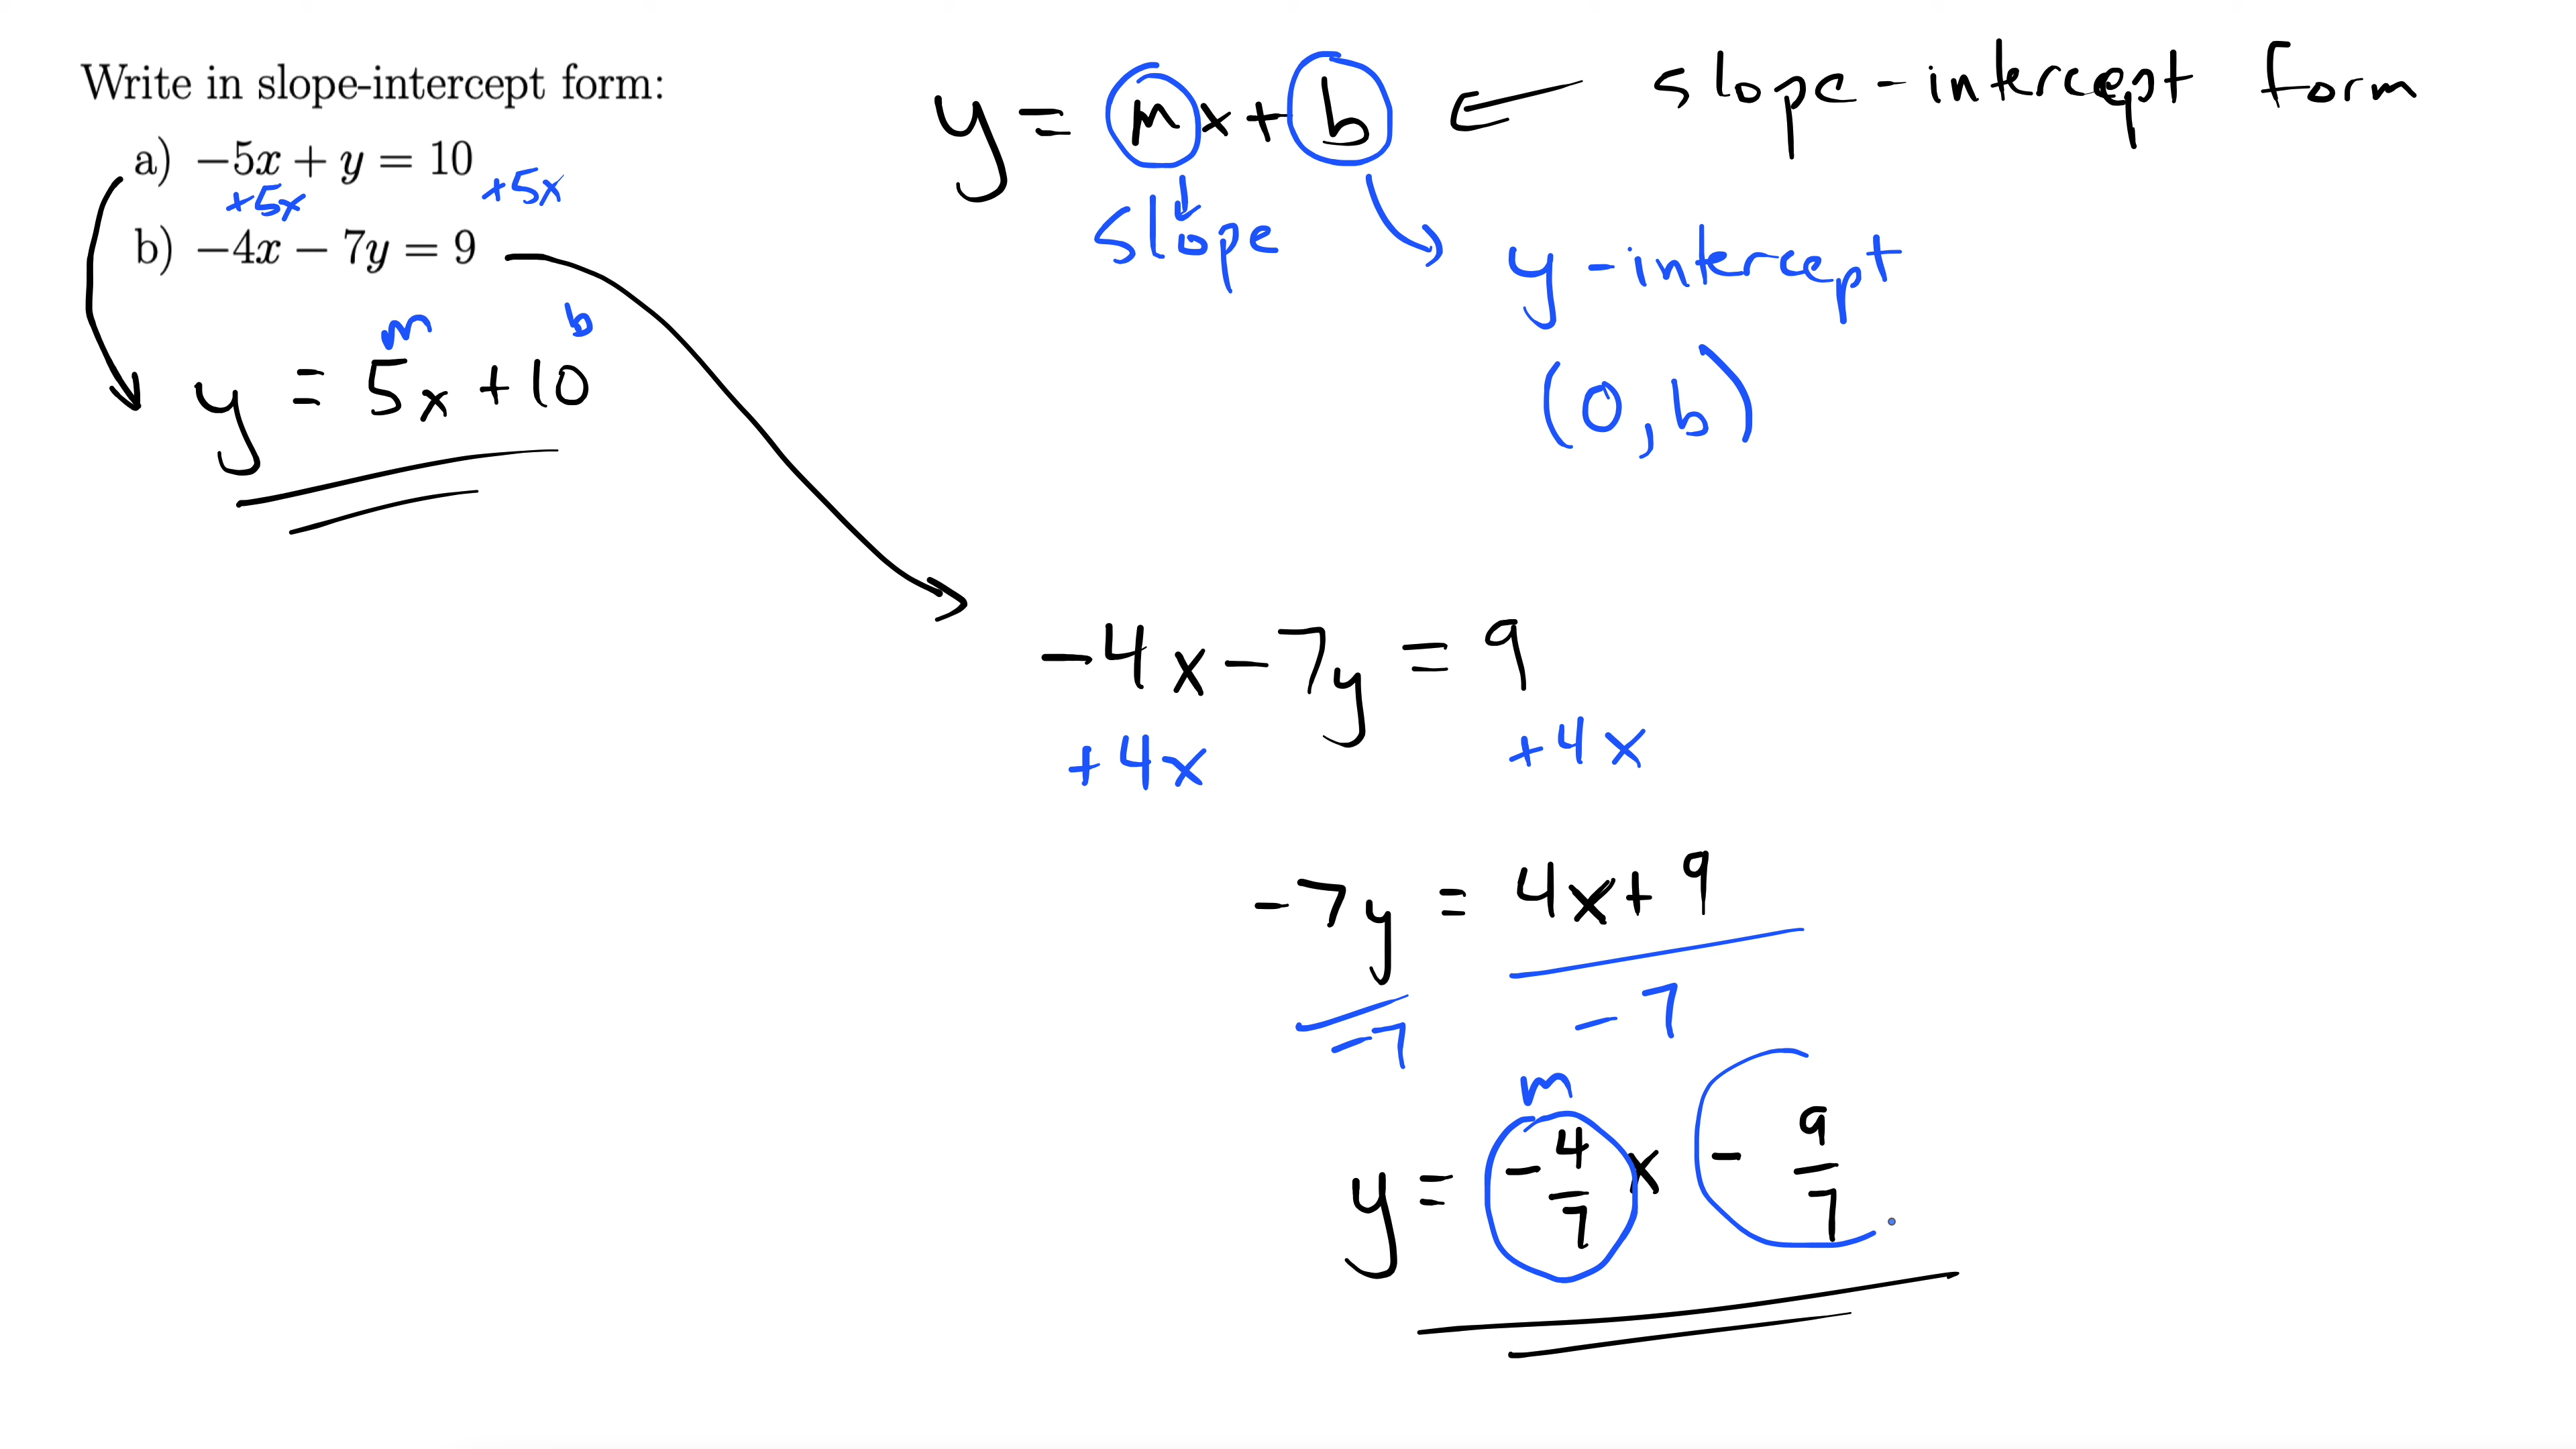 Write in slope-intercept form:
a) −5x + y = 10
+5x +5x
b) −4x − 7y = 9
m b
y = 5x + 10
y = mx + b ← slope-intercept form
slope
y-intercept
(0, b)
-4x - 7y = 9
+4x +4x
-7y = 4x + 9
-7 -7
m
y = -4/7 x - 9/7